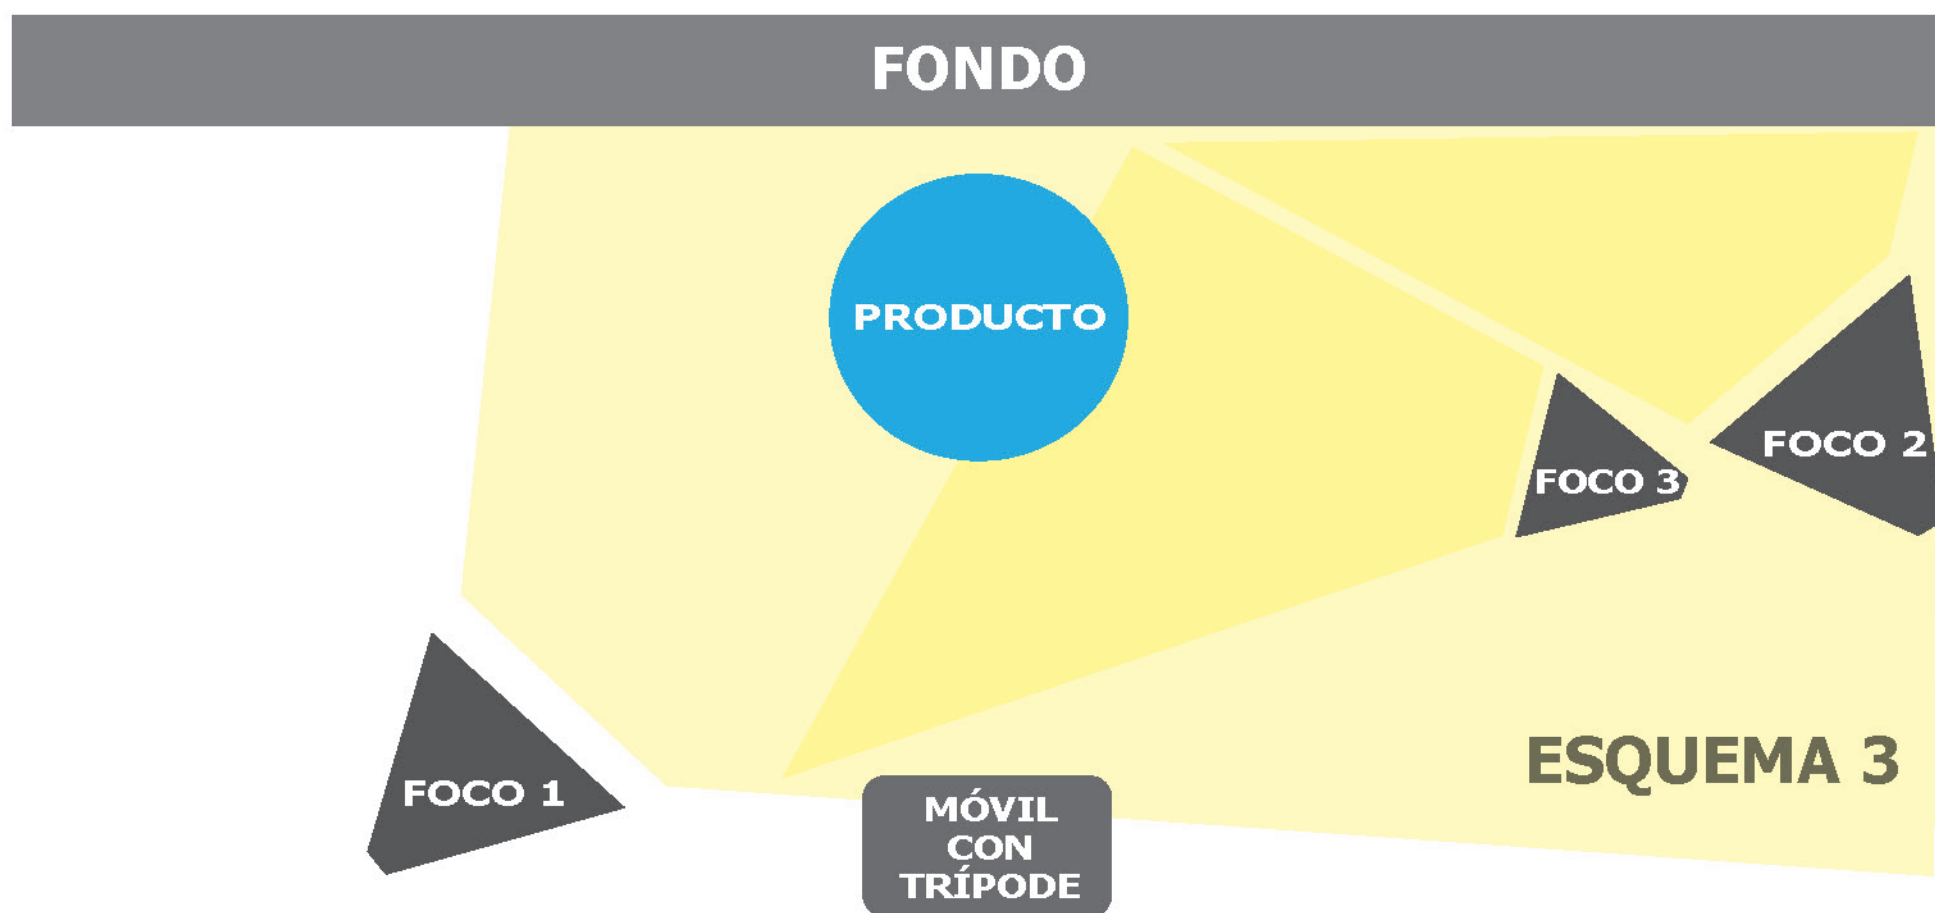 FONDO
PRODUCTO
FOCO 2
FOCO 3
ESQUEMA 3
FOCO 1
MÓVIL
CON
TRÍPODE